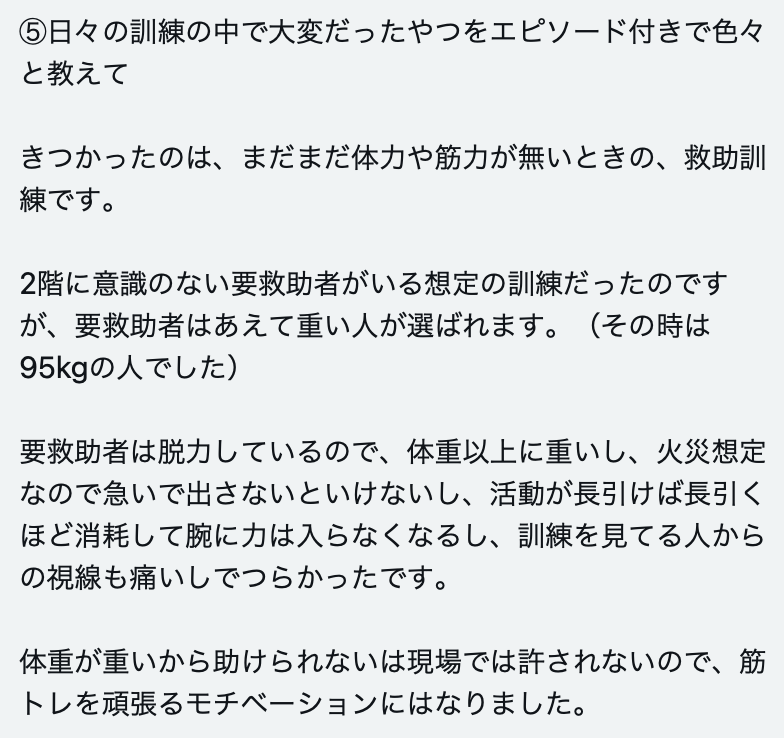 ⑤日々の訓練の中で大変だったやつをエピソード付きで色々
と教えて
きつかったのは、まだまだ体力や筋力が無いときの、救助訓
練です。
2階に意識のない要救助者がいる想定の訓練だったのです
が、要救助者はあえて重い人が選ばれます。（その時は
95kgの人でした）
要救助者は脱力しているので、体重以上に重いし、火災想定
なので急いで出さないといけないし、活動が長引けば長引く
ほど消耗して腕に力は入らなくなるし、訓練を見てる人から
の視線も痛いしでつらかったです。
体重が重いから助けられないは現場では許されないので、筋
トレを頑張るモチベーションにはなりました。